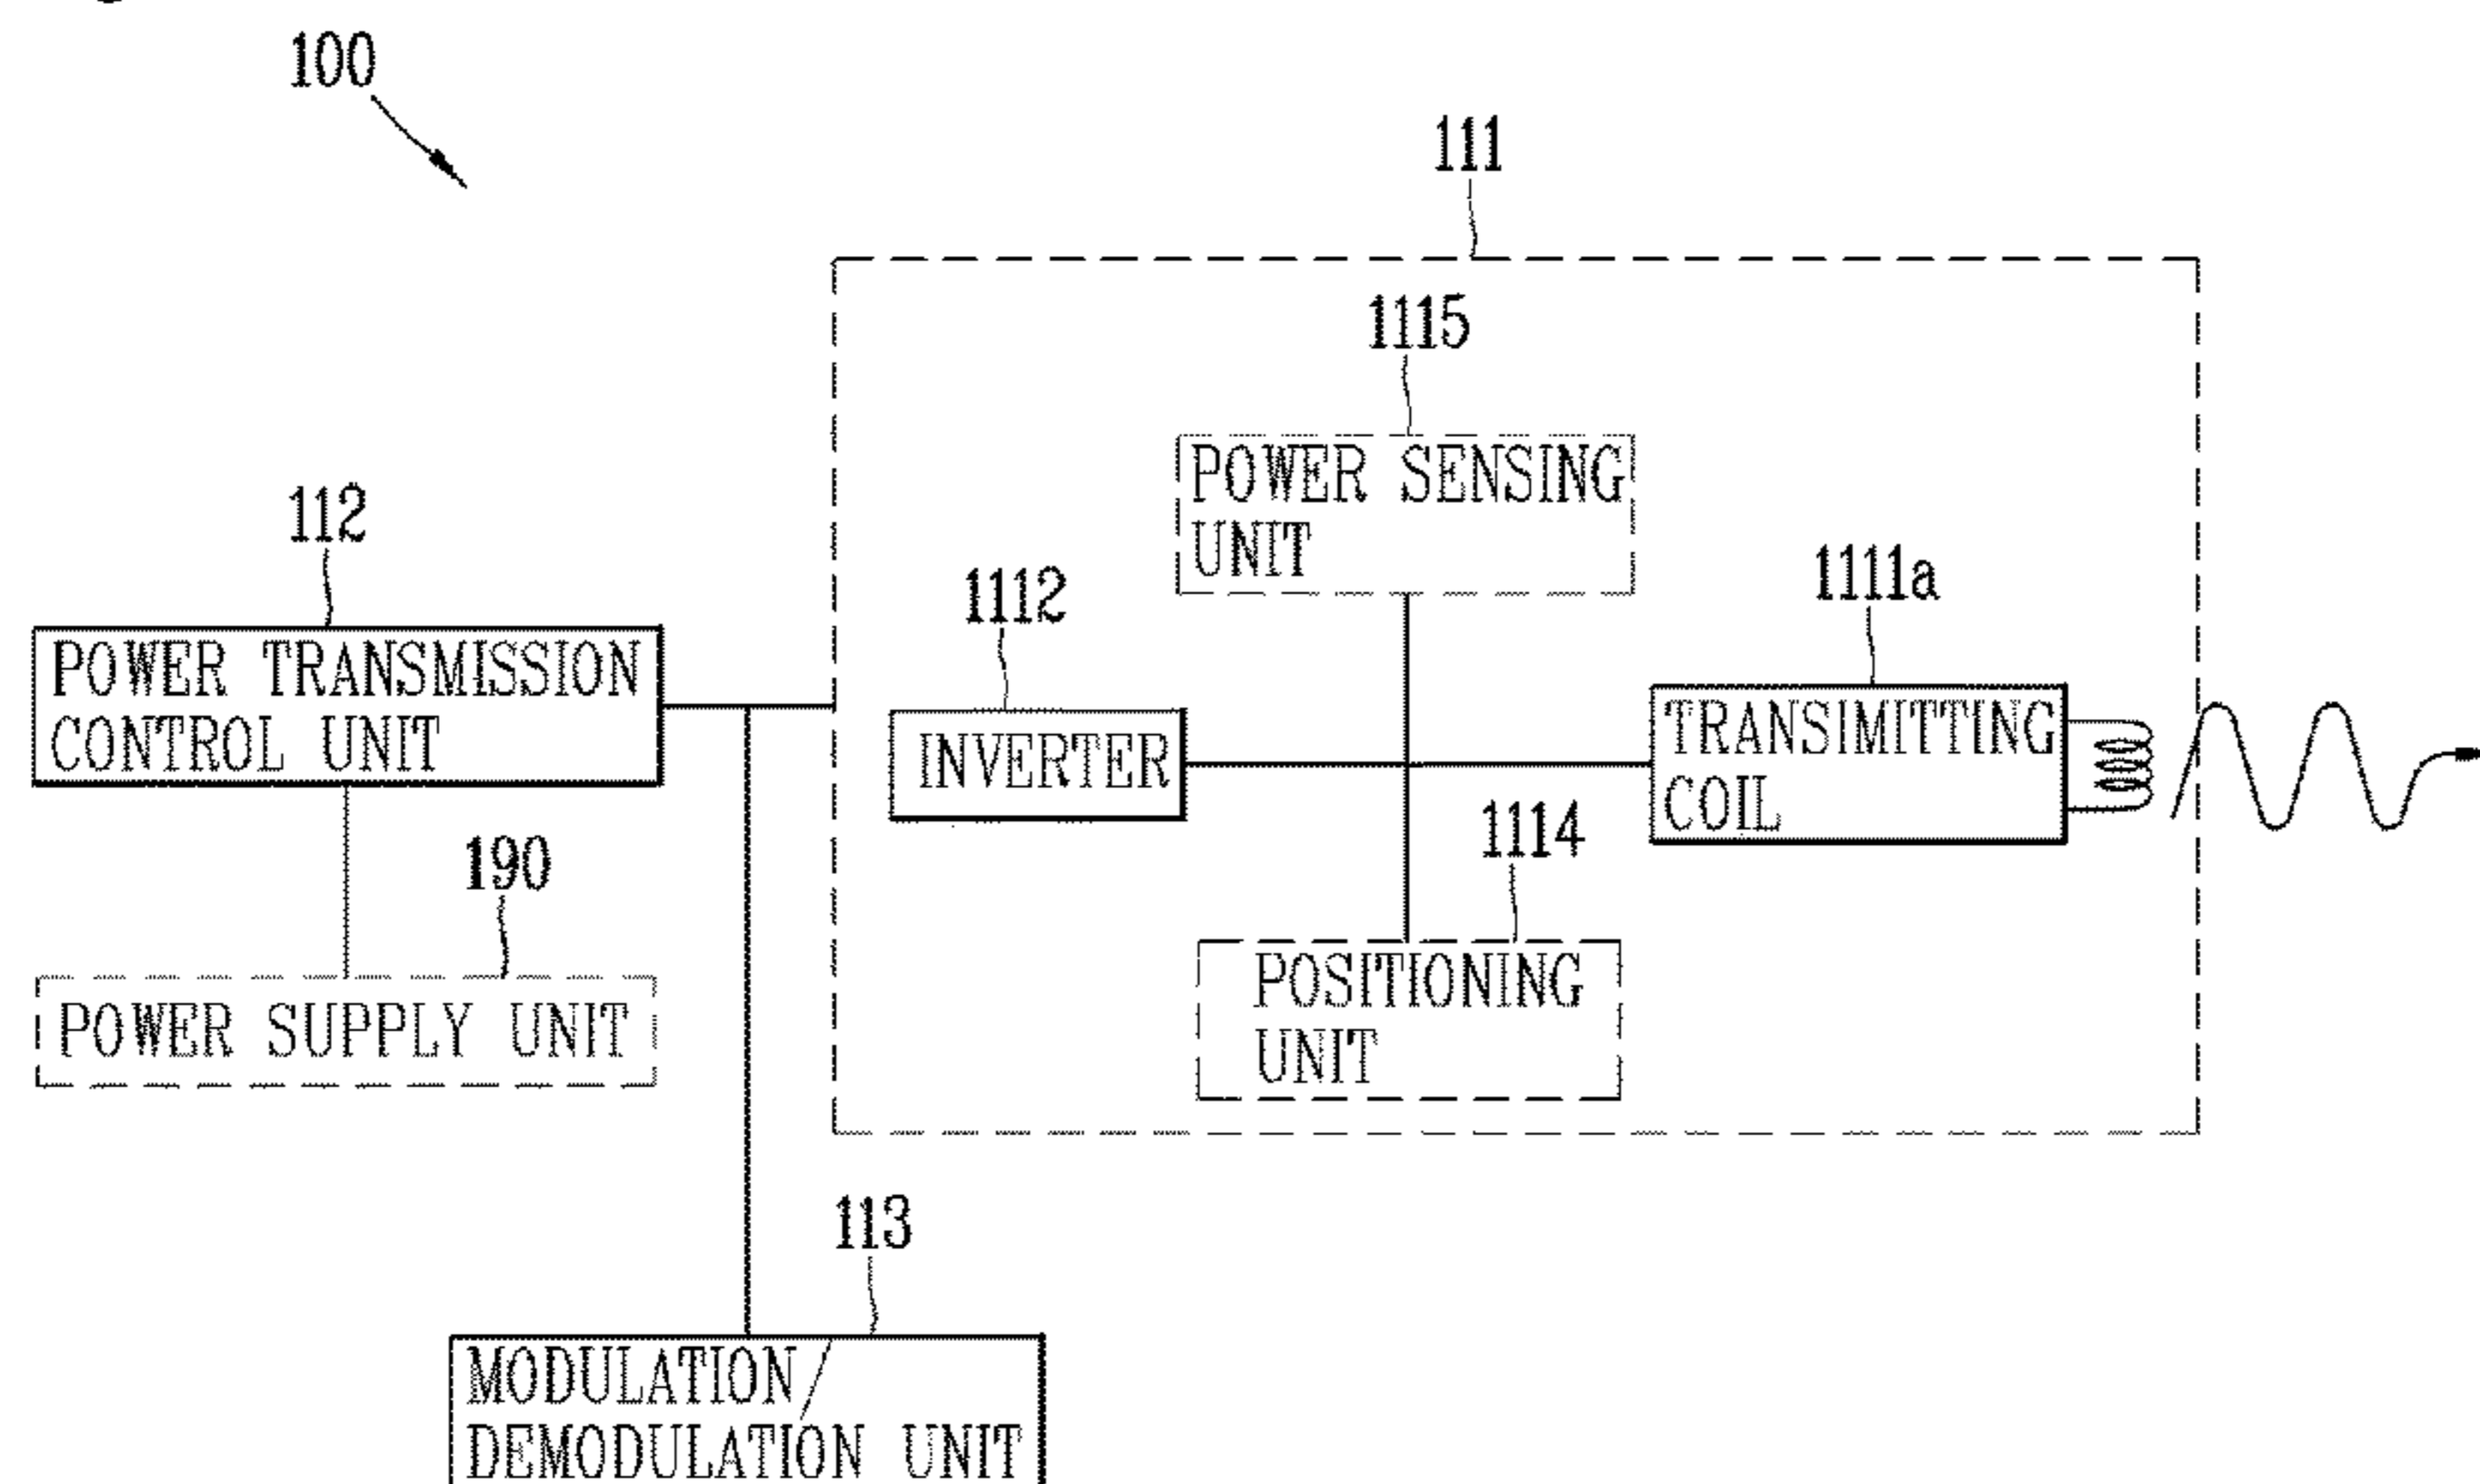 100
111
1115
POWER SENSING
UNIT
112
1112
1111a
POWER TRANSMISSION
CONTROL UNIT
INVERTER
TRANSIMITTING
COIL
190
1114
POWER SUPPLY UNIT
POSITIONING
UNIT
113
MODULATION/
DEMODULATION UNIT